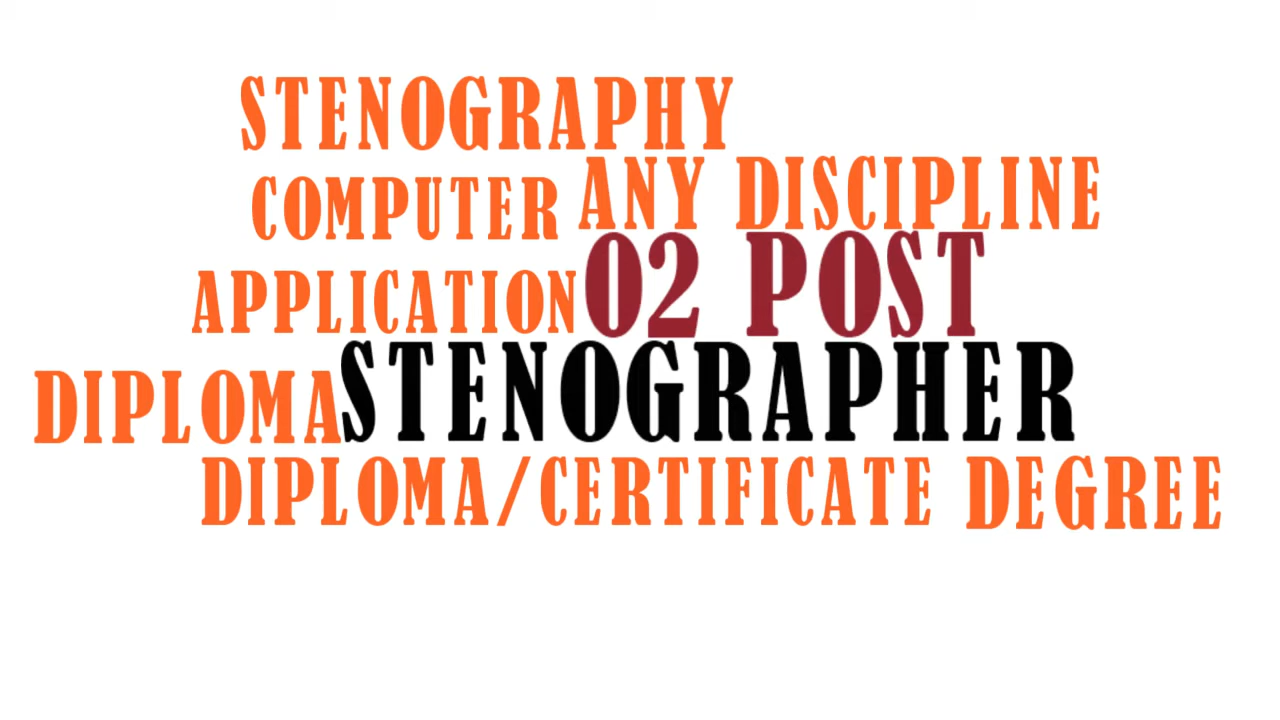 STENOGRAPHY
COMPUTER ANY DISCIPLINE
APPLICATION 02 POST
DIPLOMA STENOGRAPHER
DIPLOMA/CERTIFICATE DEGREE